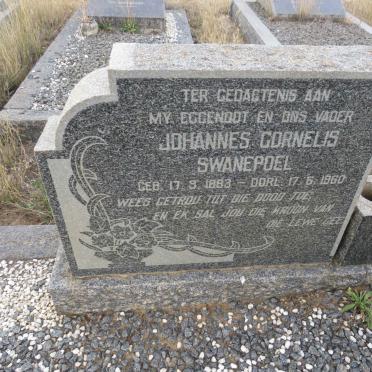 TER GEDAGTENIS AAN
MY EGGENOOT EN ONS VADER
JOHANNES CORNELIS
SWANEPOEL
GEB. 17. 9. 1883 - OORL. 17. 6. 1960
WEES GETROU TOT DIE DOOD TOE,
EN EK SAL JOU DIE KROON VAN
DIE LEWE GEE